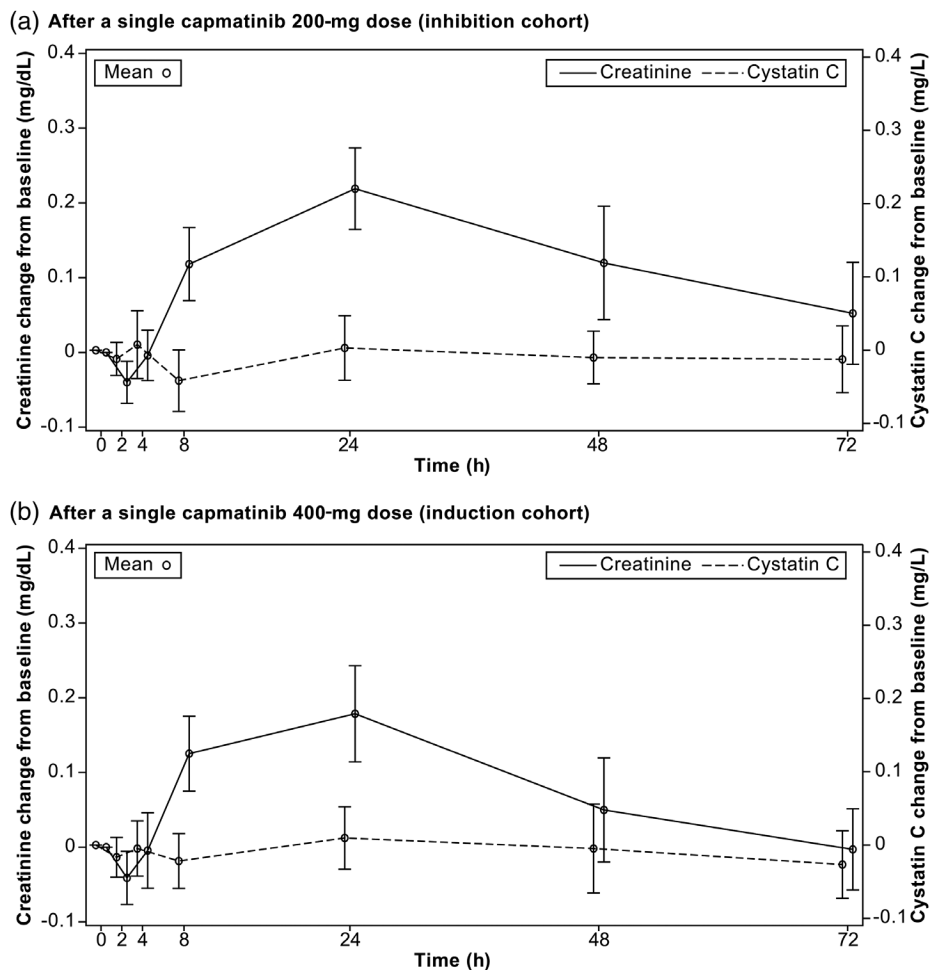 (a) After a single capmatinib 200-mg dose (inhibition cohort)
Creatinine change from baseline (mg/dL)
0.4
0.3
0.2
0.1
0
-0.1
Mean
Creatinine Cystatin C
0.4
0.3
0.2
0.1
0
-0.1
Cystatin C change from baseline (mg/L)
0 2 4 8 24 48 72
Time (h)
(b) After a single capmatinib 400-mg dose (induction cohort)
Creatinine change from baseline (mg/dL)
0.4
0.3
0.2
0.1
0
-0.1
Mean
Creatinine Cystatin C
0.4
0.3
0.2
0.1
0
-0.1
Cystatin C change from baseline (mg/L)
0 2 4 8 24 48 72
Time (h)